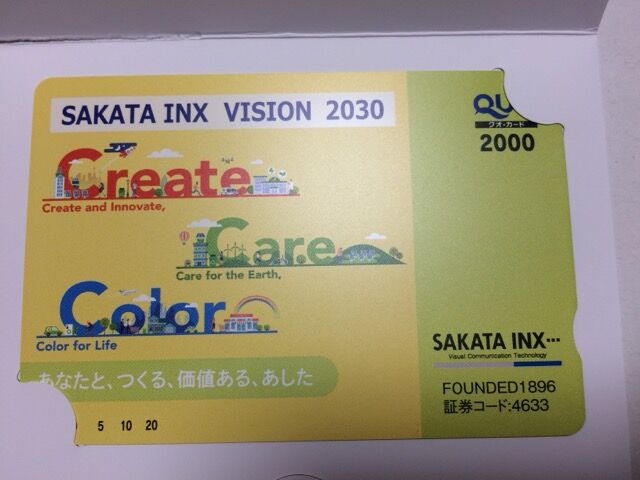 SAKATA INX VISION 2030
QU
クオ・カード
2000
Create
Create and Innovate,
Care
Care for the Earth,
Color
Color for Life
あなたと、つくる、価値ある、あした
SAKATA INX
Visual Communication Technology
FOUNDED1896
証券コード:4633
5 10 20